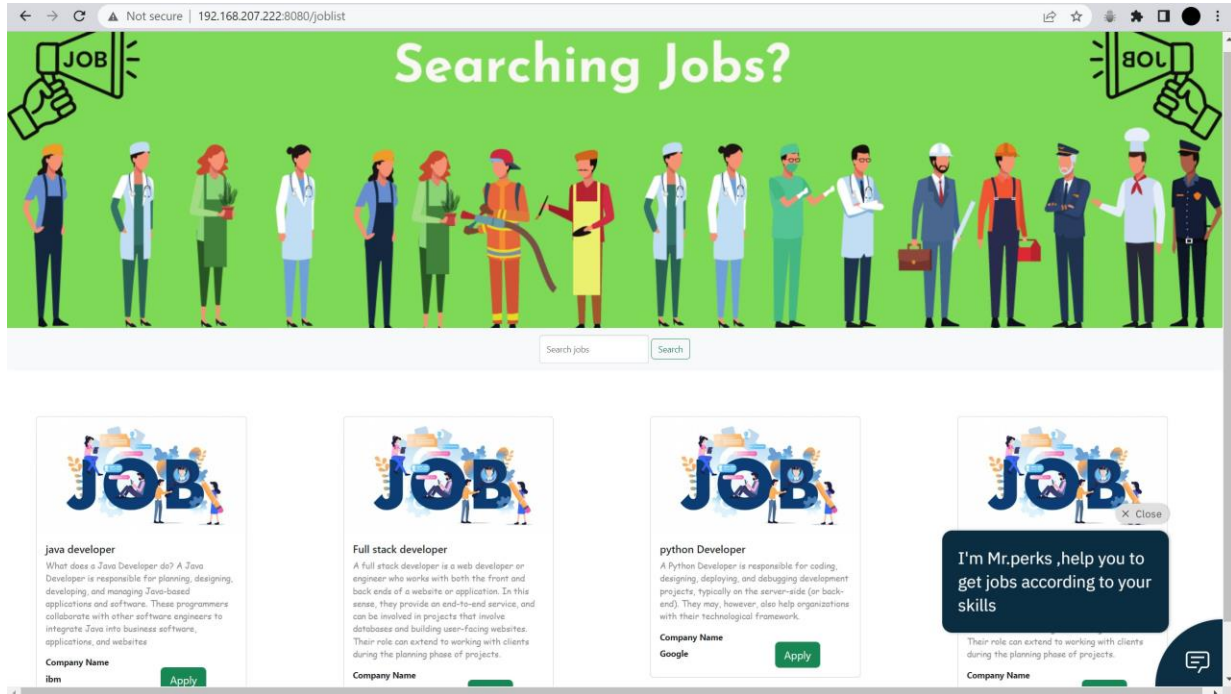 Not secure | 192.168.207.222:8080/joblist
JOB
Searching Jobs?
JOB
Search jobs
Search
JOB
java developer
What does a Java Developer do? A Java
Developer is responsible for planning, designing,
developing, and managing Java-based
applications and software. These programmers
collaborate with other software engineers to
integrate Java into business software,
applications, and websites
Company Name
ibm
Apply
JOB
Full stack developer
A full stack developer is a web developer or
engineer who works with both the front and
back ends of a website or application. In this
sense, they provide an end-to-end service, and
can be involved in projects that involve
databases and building user-facing websites.
Their role can extend to working with clients
during the planning phase of projects.
Company Name
JOB
python Developer
A Python Developer is responsible for coding,
designing, deploying, and debugging development
projects, typically on the server-side (or back-
end). They may, however, also help organizations
with their technological framework.
Company Name
Google
Apply
JOB
× Close
I'm Mr.perks ,help you to
get jobs according to your
skills
Their role can extend to working with clients
during the planning phase of projects.
Company Name